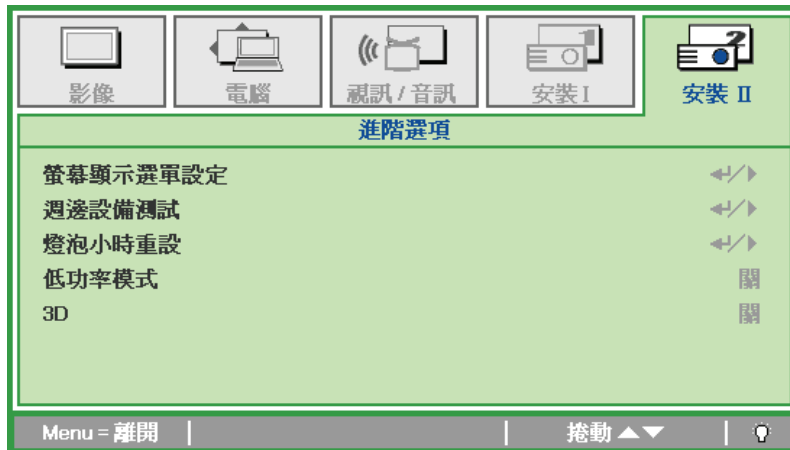 影像
電腦
視訊 / 音訊
安裝 I
安裝 II
進階選項
螢幕顯示選單設定
週邊設備測試
燈泡小時重設
低功率模式 關
3D 關
Menu = 離開 捲動